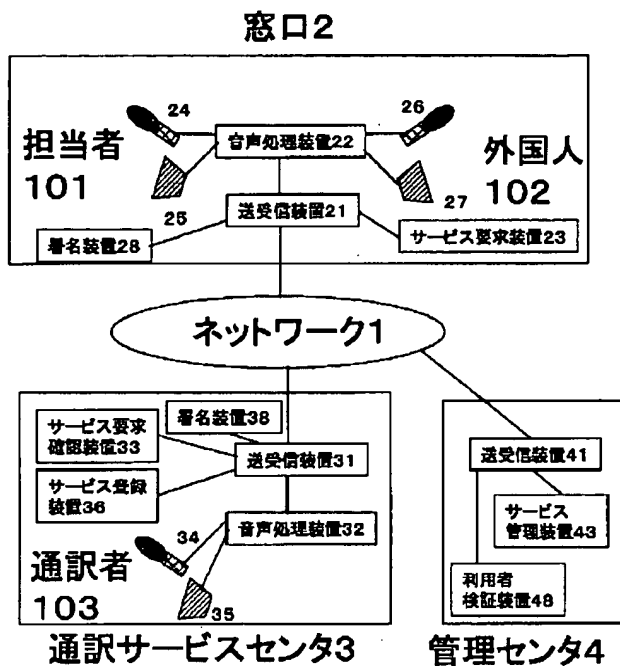 窓口2
24
26
音声処理装置22
担当者
101
外国人
102
25
27
送受信装置21
署名装置28
サービス要求装置23
ネットワーク1
署名装置38
サービス要求
確認装置33
送受信装置31
サービス登録
装置36
34
音声処理装置32
通訳者
103
35
通訳サービスセンタ3
送受信装置41
サービス
管理装置43
利用者
検証装置48
管理センタ4